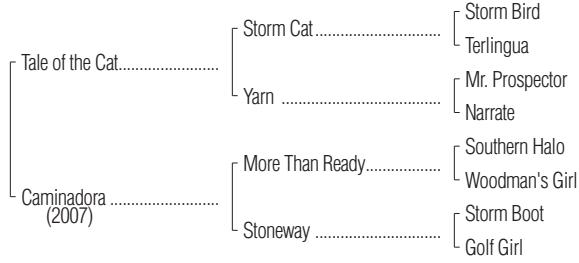 Storm Bird
Storm Cat..............................
Terlingua
Tale of the Cat........................
Mr. Prospector
Yarn ......................................
Narrate
Southern Halo
More Than Ready..................
Woodman's Girl
Caminadora ..........................
(2007)
Storm Boot
Stoneway ..............................
Golf Girl